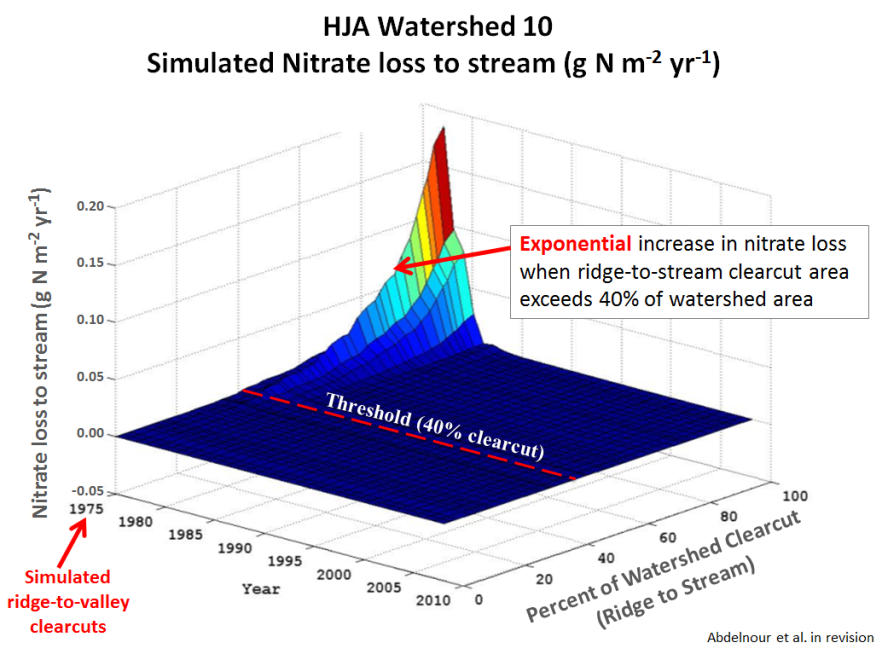 HJA Watershed 10
Simulated Nitrate loss to stream (g N m-2 yr-1)
Nitrate loss to stream (g N m-2 yr-1)
0.20
0.15
0.10
0.05
0.00
-0.05
Exponential increase in nitrate loss
when ridge-to-stream clearcut area
exceeds 40% of watershed area
Threshold (40% clearcut)
1975
1980
1985
1990
1995
2000
2005
2010
Year
0
20
40
60
80
100
Percent of Watershed Clearcut
(Ridge to Stream)
Simulated
ridge-to-valley
clearcuts
Abdelnour et al. in revision